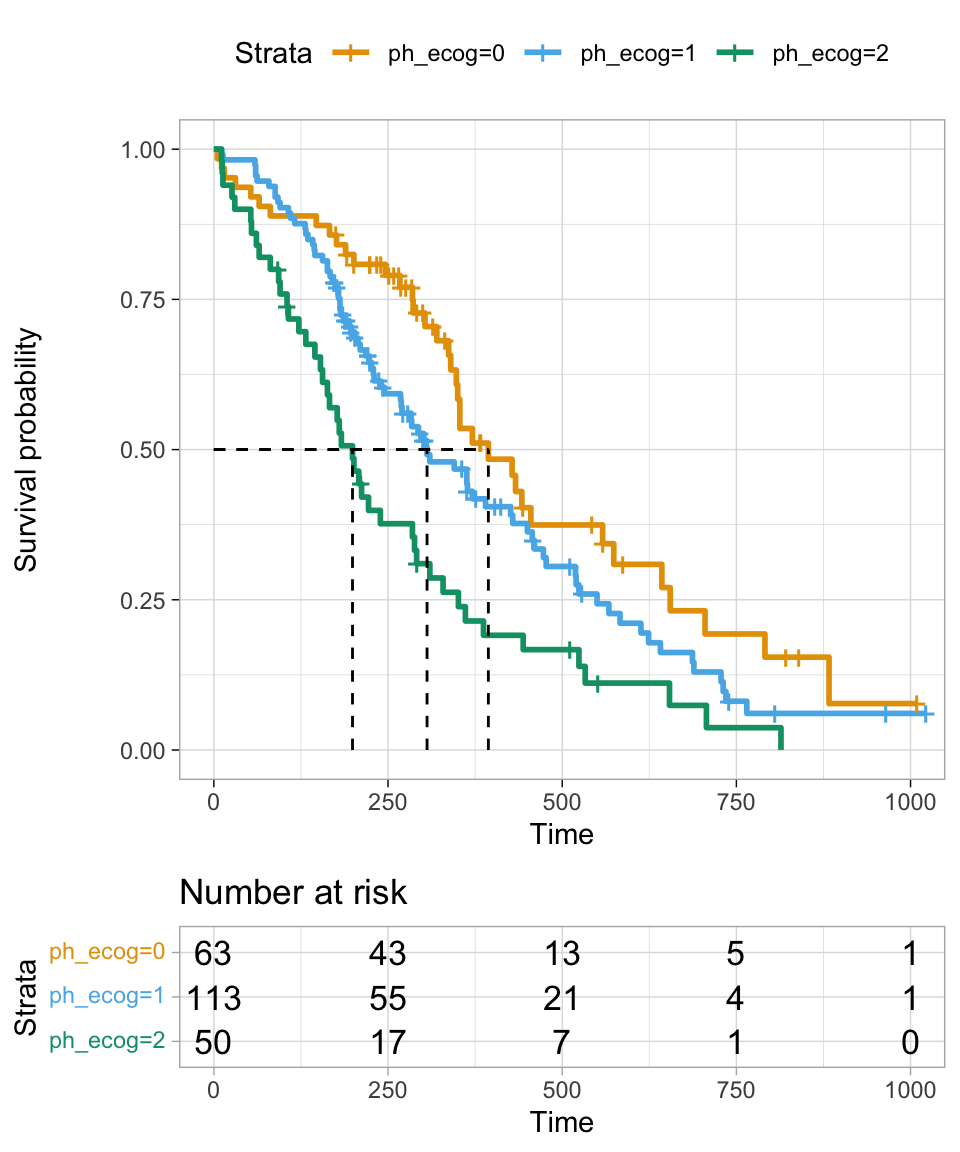 Strata ph_ecog=0 ph_ecog=1 ph_ecog=2
Survival probability
1.00
0.75
0.50
0.25
0.00
0 250 500 750 1000
Time
Number at risk
Strata
ph_ecog=0 63 43 13 5 1
ph_ecog=1 113 55 21 4 1
ph_ecog=2 50 17 7 1 0
0 250 500 750 1000
Time